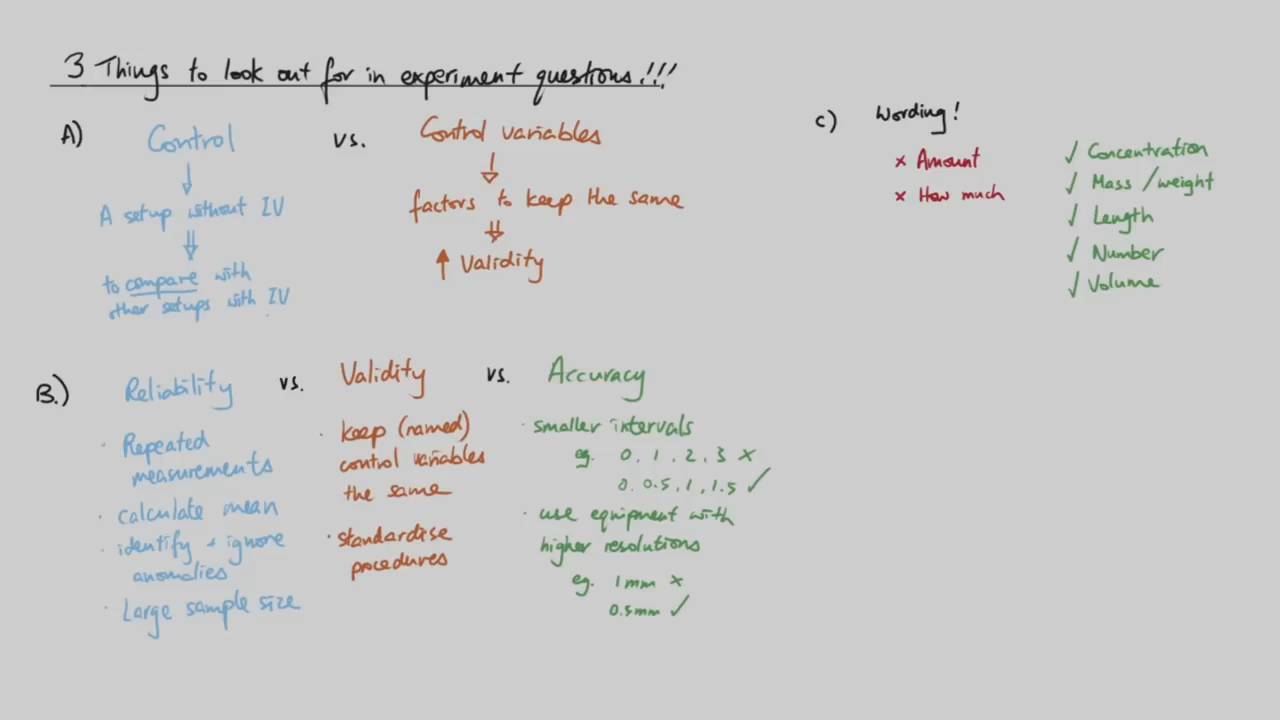 3 Things to look out for in experiment questions!!!
A)
Control
A setup without IV
to compare with
other setups with IV
vs.
Control variables
factors to keep the same
↑ Validity
C)
Wording!
× Amount
× How much
✓ Concentration
✓ Mass / weight
✓ Length
✓ Number
✓ Volume
B.)
Reliability
· Repeated
measurements
· calculate mean
· identify + ignore
anomalies
· Large sample size
vs.
Validity
· keep (named)
control variables
the same
· standardise
procedures
vs.
Accuracy
· smaller intervals
eg. 0, 1, 2, 3 ×
0. 0.5, 1, 1.5 ✓
· use equipment with
higher resolutions
eg. 1mm ×
0.5mm ✓